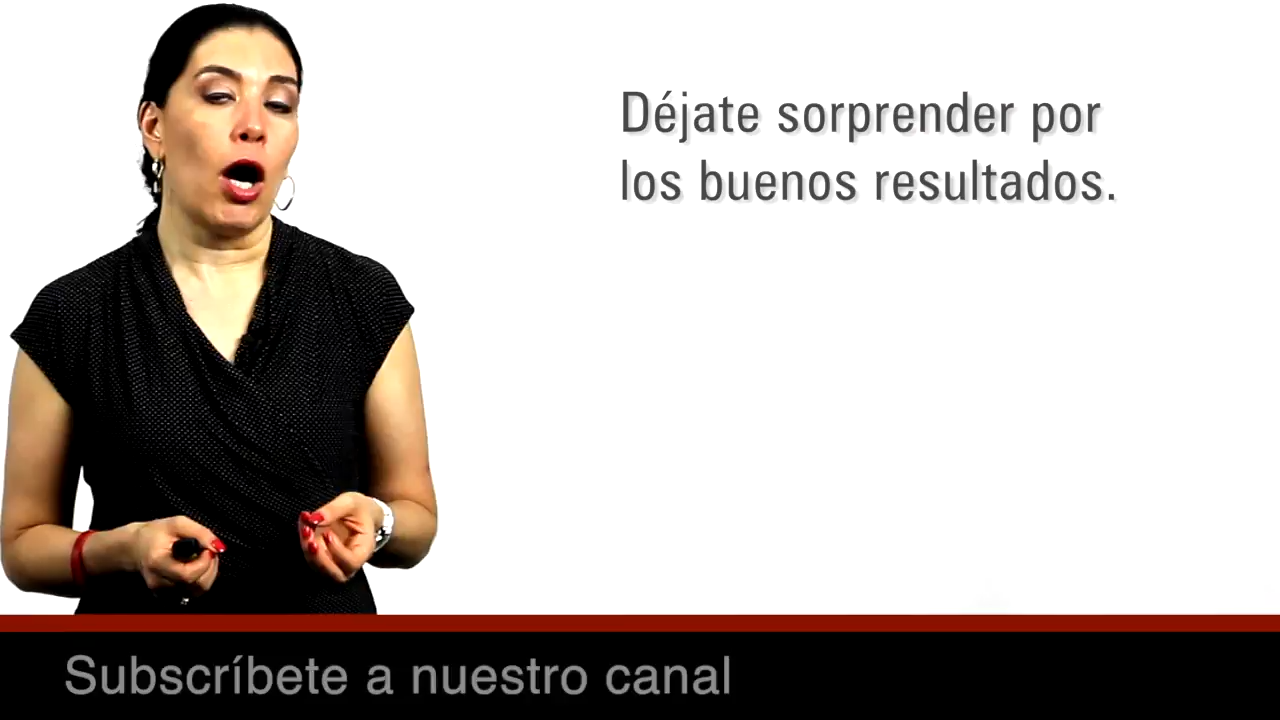 Déjate sorprender por
los buenos resultados.
Subscríbete a nuestro canal